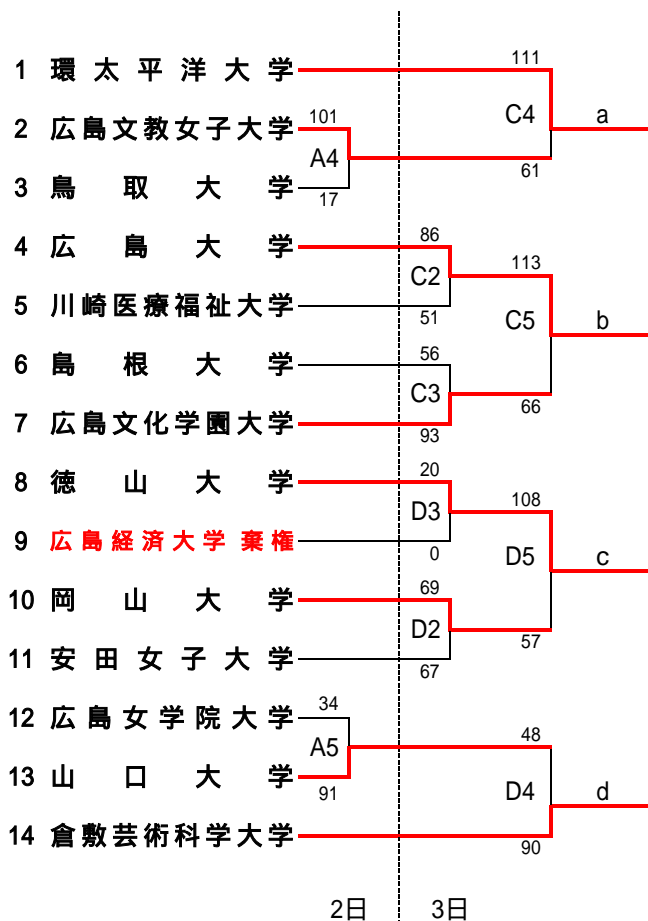 1 環太平洋大学
111
C4
a
2 広島文教女子大学
101
A4
61
3 鳥取大学
17
4 広島大学
86
C2
113
5 川崎医療福祉大学
51
C5
b
6 島根大学
56
C3
66
7 広島文化学園大学
93
8 徳山大学
20
D3
108
9 広島経済大学 棄権
0
D5
c
10 岡山大学
69
D2
57
11 安田女子大学
67
12 広島女学院大学
34
A5
48
13 山口大学
91
D4
d
14 倉敷芸術科学大学
90
2日 3日